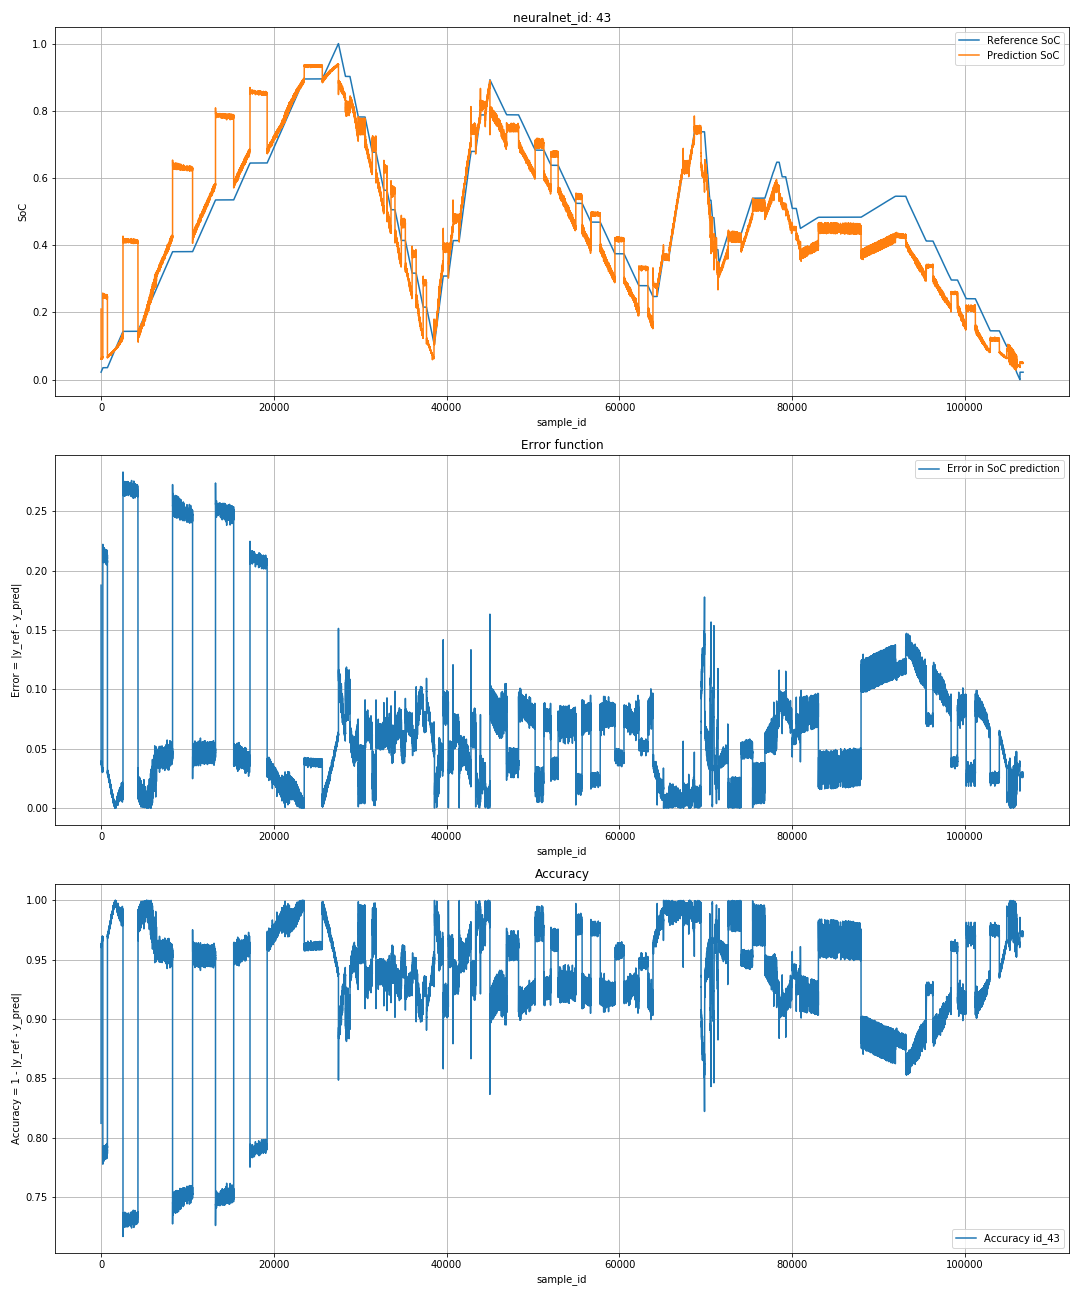 neuralnet_id: 43
Reference SoC
Prediction SoC
SoC
1.0
0.8
0.6
0.4
0.2
0.0
0 20000 40000 60000 80000 100000
sample_id
Error function
Error in SoC prediction
Error = |y_ref - y_pred|
0.25
0.20
0.15
0.10
0.05
0.00
0 20000 40000 60000 80000 100000
sample_id
Accuracy
Accuracy = 1 - |y_ref - y_pred|
1.00
0.95
0.90
0.85
0.80
0.75
Accuracy id_43
0 20000 40000 60000 80000 100000
sample_id